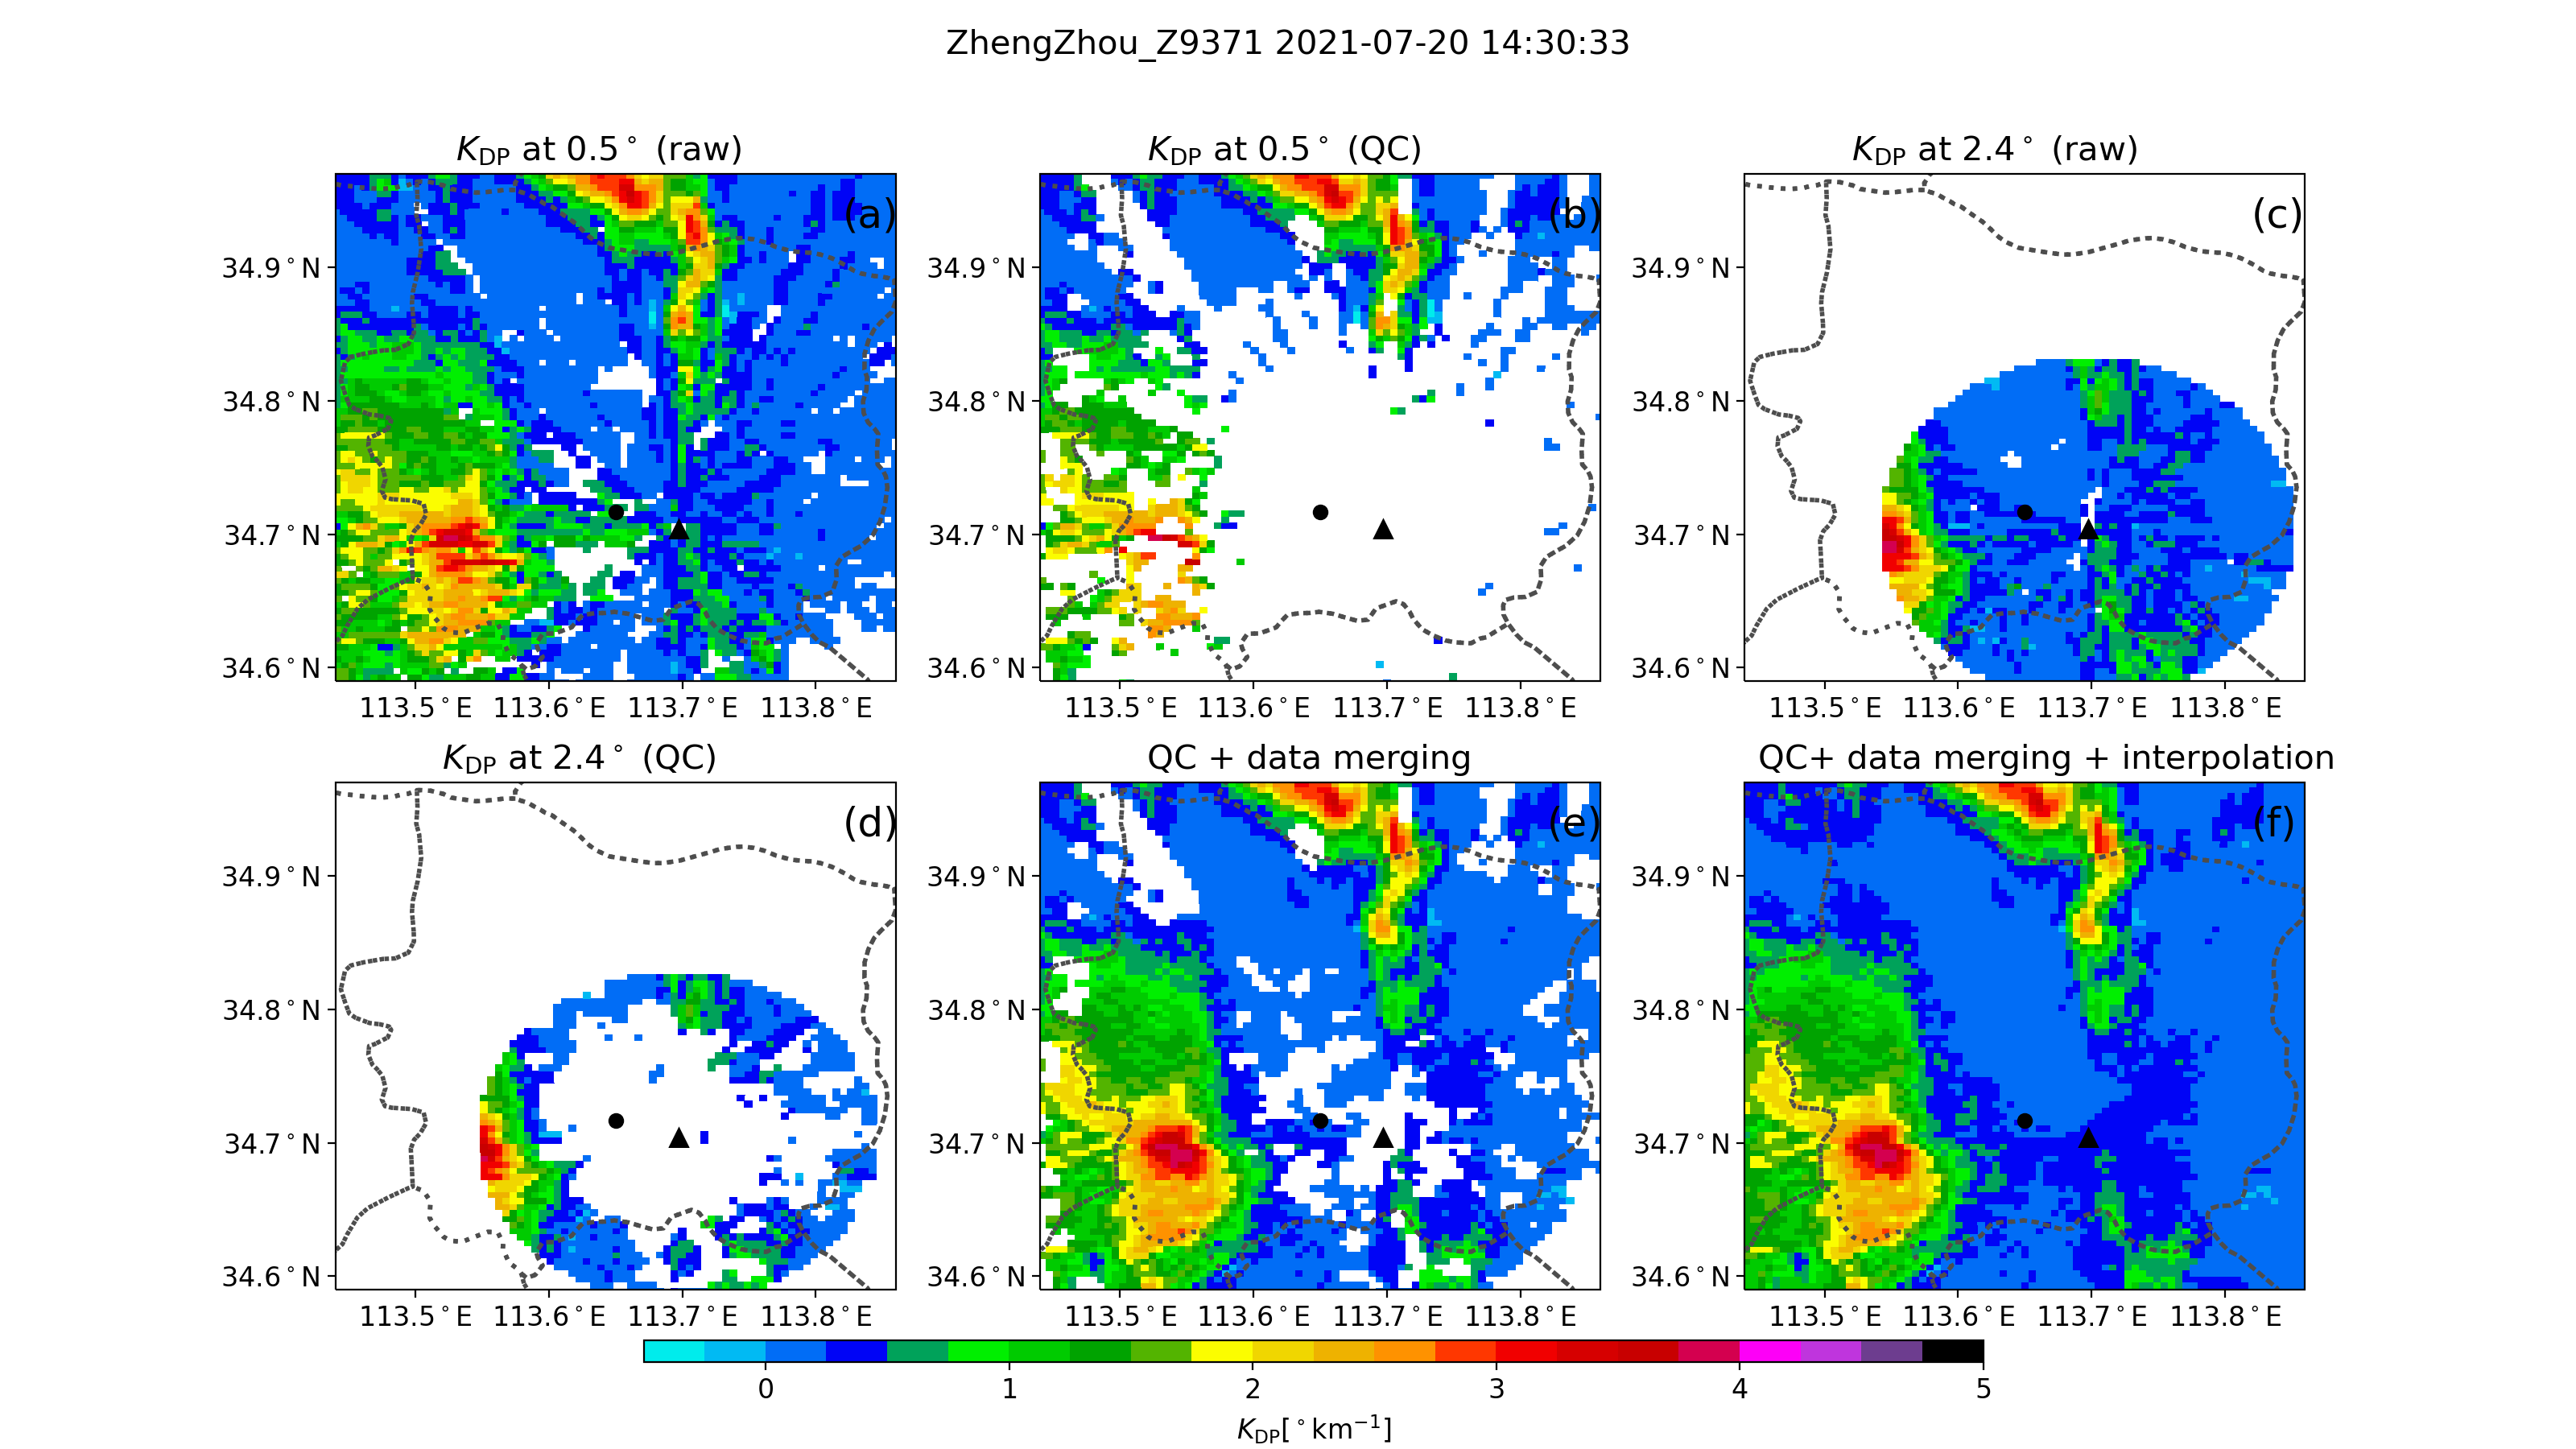 ZhengZhou_Z9371 2021-07-20 14:30:33
K_DP at 0.5° (raw)
K_DP at 0.5° (QC)
K_DP at 2.4° (raw)
(a)
(b)
(c)
34.9°N 34.9°N 34.9°N
34.8°N 34.8°N 34.8°N
34.7°N 34.7°N 34.7°N
34.6°N 34.6°N 34.6°N
113.5°E 113.6°E 113.7°E 113.8°E 113.5°E 113.6°E 113.7°E 113.8°E 113.5°E 113.6°E 113.7°E 113.8°E
K_DP at 2.4° (QC)
QC + data merging
QC+ data merging + interpolation
(d)
(e)
(f)
34.9°N 34.9°N 34.9°N
34.8°N 34.8°N 34.8°N
34.7°N 34.7°N 34.7°N
34.6°N 34.6°N 34.6°N
113.5°E 113.6°E 113.7°E 113.8°E 113.5°E 113.6°E 113.7°E 113.8°E 113.5°E 113.6°E 113.7°E 113.8°E
0 1 2 3 4 5
K_DP[°km⁻¹]